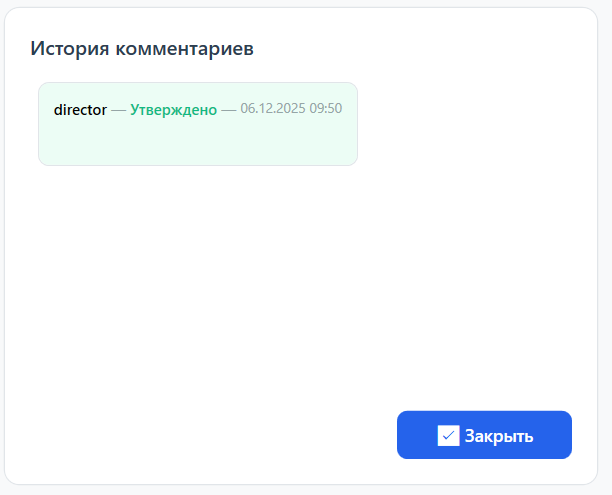 История комментариев
director — Утверждено — 06.12.2025 09:50
Закрыть